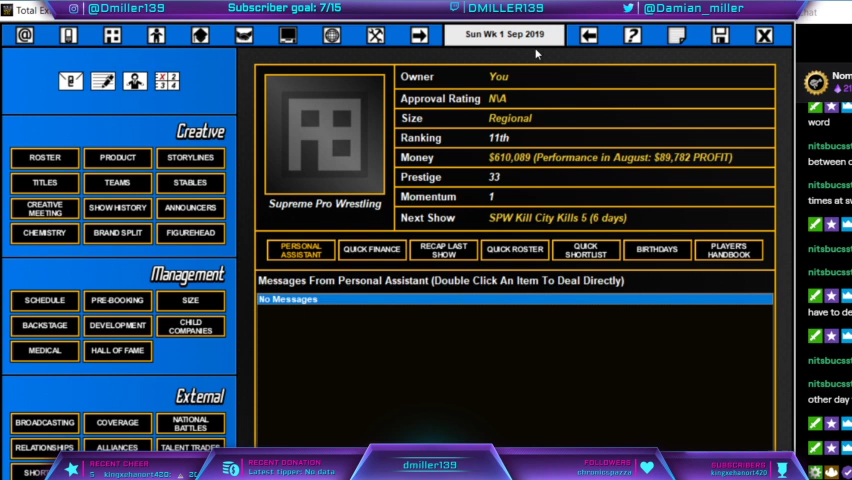 @Dmiller139
Subscriber goal: 7/15
DMILLER139
@Damian_miller
Total Ex
Sun Wk 1 Sep 2019
Creative
ROSTER
PRODUCT
STORYLINES
TITLES
TEAMS
STABLES
CREATIVE MEETING
SHOW HISTORY
ANNOUNCERS
CHEMISTRY
BRAND SPLIT
FIGUREHEAD
Management
SCHEDULE
PRE-BOOKING
SIZE
BACKSTAGE
DEVELOPMENT
CHILD COMPANIES
MEDICAL
HALL OF FAME
External
BROADCASTING
COVERAGE
NATIONAL BATTLES
RELATIONSHIPS
ALLIANCES
TALENT TRADES
Supreme Pro Wrestling
Owner You
Approval Rating N\A
Size Regional
Ranking 11th
Money $610,089 (Performance in August: $89,782 PROFIT)
Prestige 33
Momentum 1
Next Show SPW Kill City Kills 5 (6 days)
PERSONAL ASSISTANT
QUICK FINANCE
RECAP LAST SHOW
QUICK ROSTER
QUICK SHORTLIST
BIRTHDAYS
PLAYER'S HANDBOOK
Messages From Personal Assistant (Double Click An Item To Deal Directly)
No Messages
Nom
word
nitsbucss
between
times at sw
nitsbucss
nitsbucss
have to de
nitsbucss
other day
RECENT CHEER
kingxehanort420:
RECENT DONATION
Latest tipper: No data
dmiller139
FOLLOWERS
chronicspazza
SUBSCRIBERS
kingxehanort420